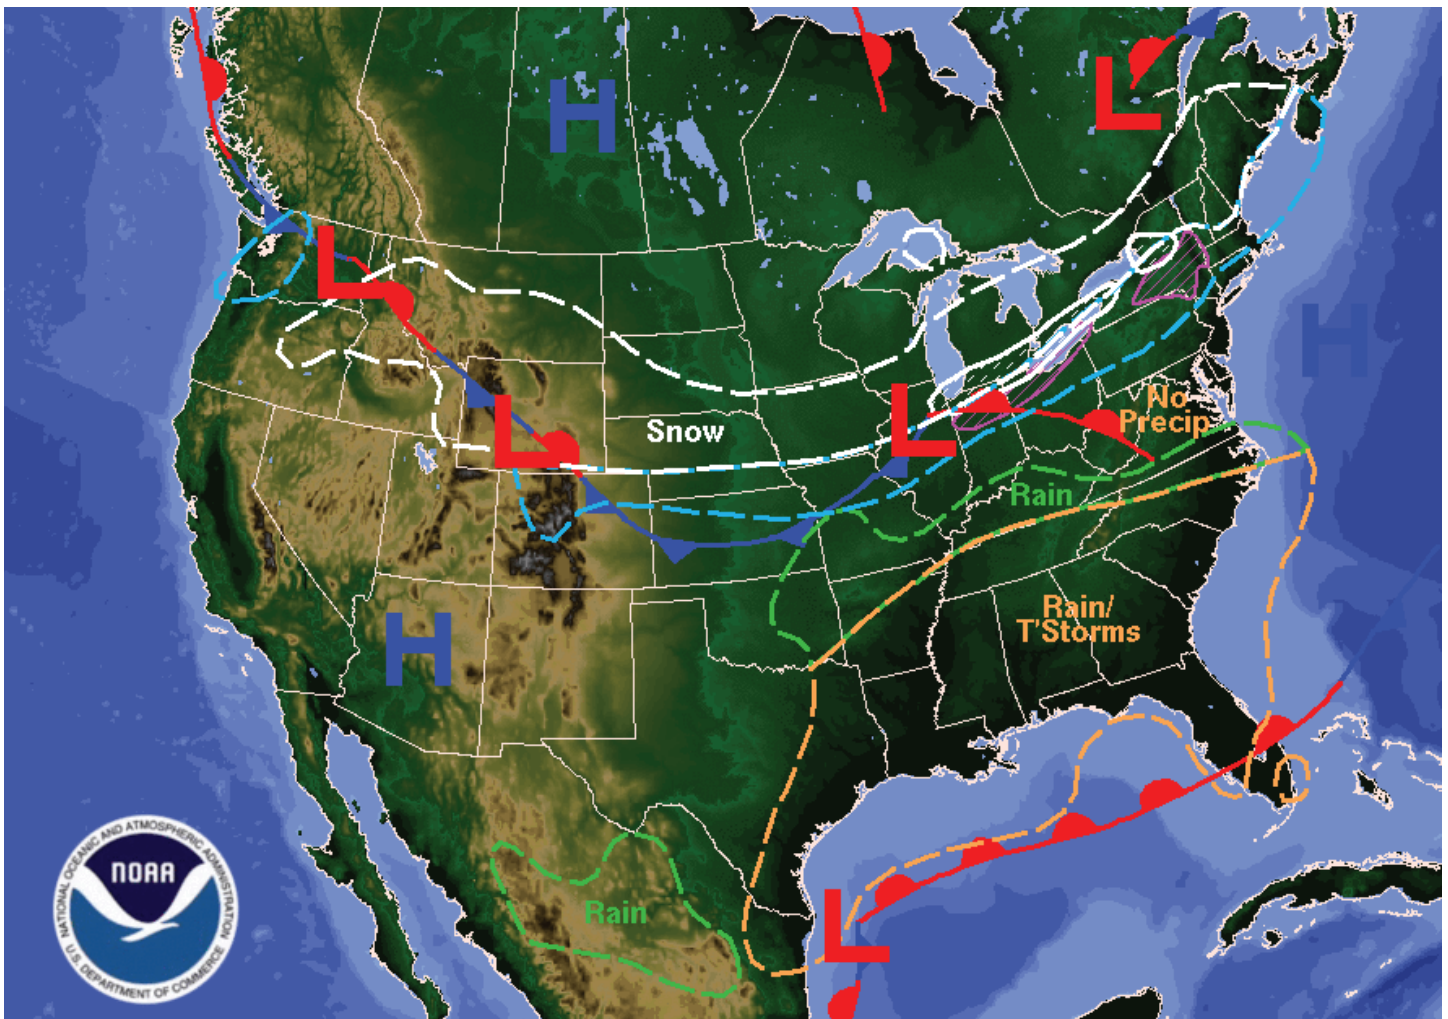 H
L
H
L
L
L
H
Snow
No
Precip
Rain
Rain/
T'Storms
H
Rain
L
NATIONAL OCEANIC AND ATMOSPHERIC ADMINISTRATION
NOAA
U.S. DEPARTMENT OF COMMERCE